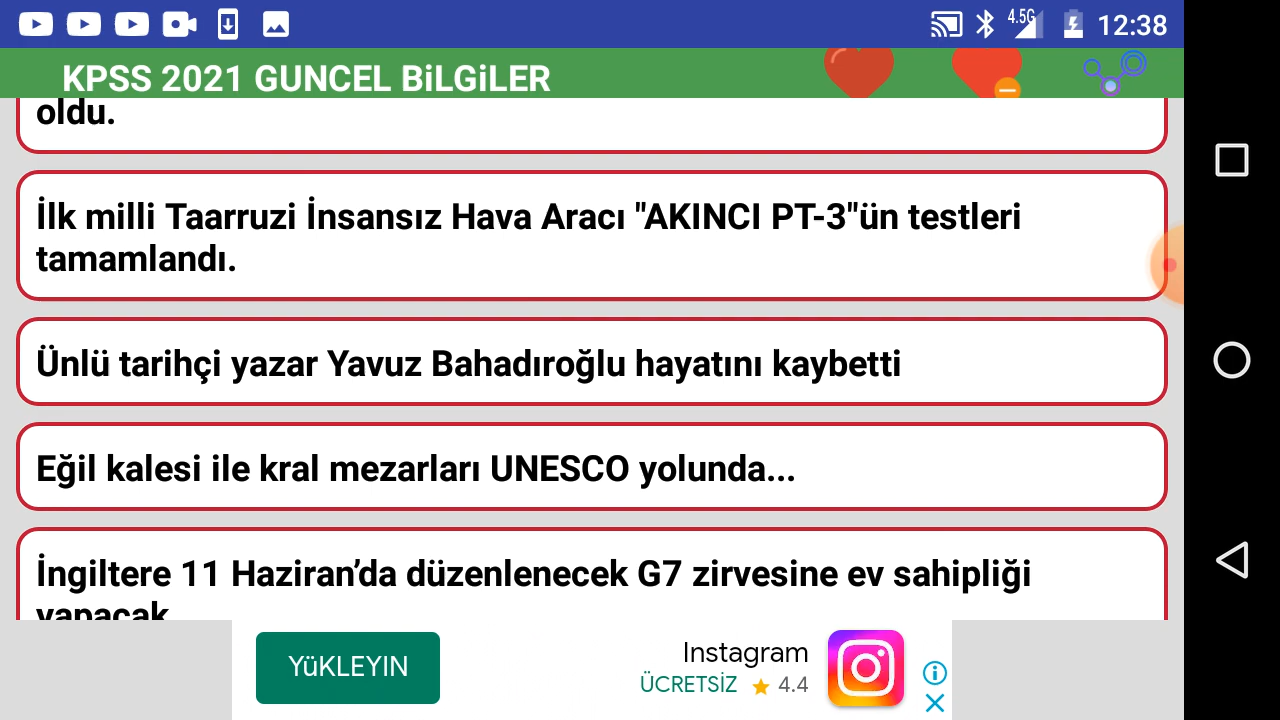 4.5G 12:38
KPSS 2021 GUNCEL BiLGiLER
oldu.
İlk milli Taarruzi İnsansız Hava Aracı "AKINCI PT-3"ün testleri
tamamlandı.
Ünlü tarihçi yazar Yavuz Bahadıroğlu hayatını kaybetti
Eğil kalesi ile kral mezarları UNESCO yolunda...
İngiltere 11 Haziran’da düzenlenecek G7 zirvesine ev sahipliği
yapacak
YüKLEYIN
Instagram
ÜCRETSİZ 4.4